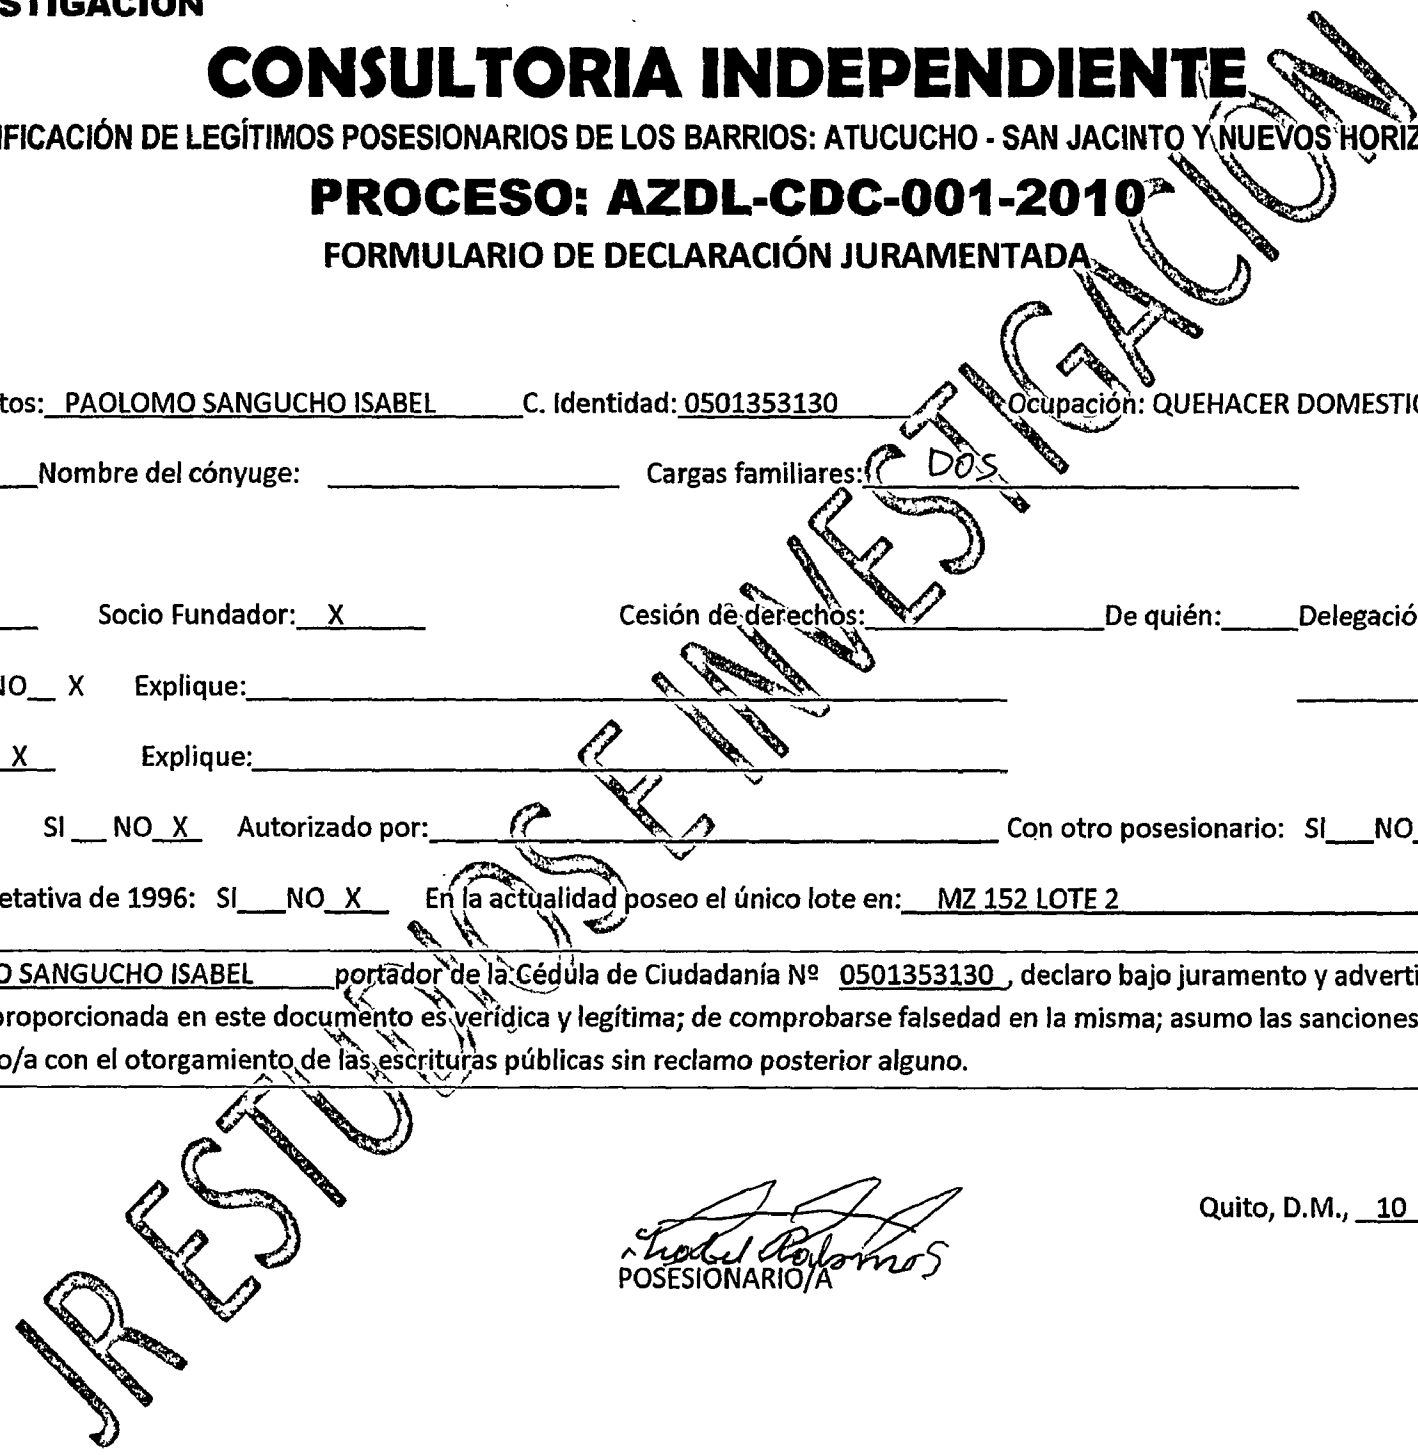 STIGACION
CONSULTORIA INDEPENDIENTE
IFICACIÓN DE LEGÍTIMOS POSESIONARIOS DE LOS BARRIOS: ATUCUCHO - SAN JACINTO Y NUEVOS HORIZ
PROCESO: AZDL-CDC-001-2010
FORMULARIO DE DECLARACIÓN JURAMENTADA
tos: PAOLOMO SANGUCHO ISABEL C. Identidad: 0501353130 Ocupación: QUEHACER DOMESTIC
Nombre del cónyuge: Cargas familiares: DOS
Socio Fundador: X Cesión de derechos: De quién: Delegació
NO X Explique:
X Explique:
SI NO X Autorizado por: Con otro posesionario: SI NO
etativa de 1996: SI NO X En la actualidad poseo el único lote en: MZ 152 LOTE 2
O SANGUCHO ISABEL portador de la Cédula de Ciudadanía Nº 0501353130, declaro bajo juramento y adverti
proporcionada en este documento es verídica y legítima; de comprobarse falsedad en la misma; asumo las sanciones
o/a con el otorgamiento de las escrituras públicas sin reclamo posterior alguno.
Quito, D.M., 10
Isabel Palomo S
POSESIONARIO/A
JR ESTUDIOS E INVESTIGACION